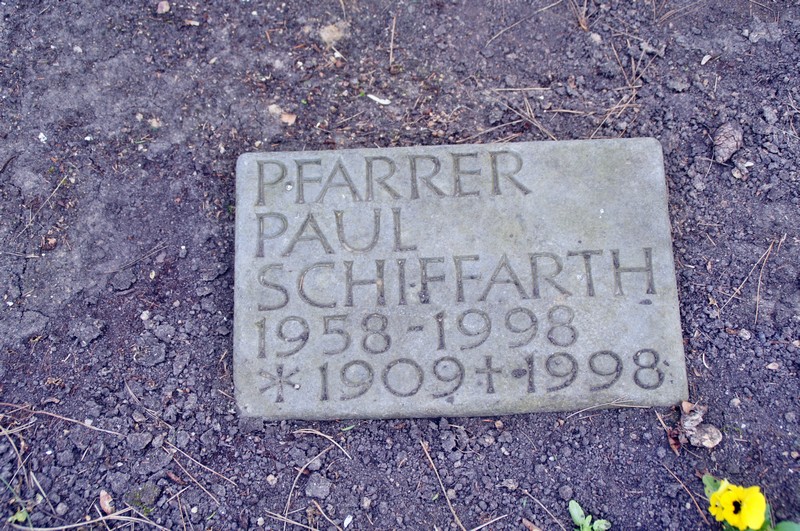 PFARRER
PAUL
SCHIFFARTH
1958-1998
* 1909 † 1998